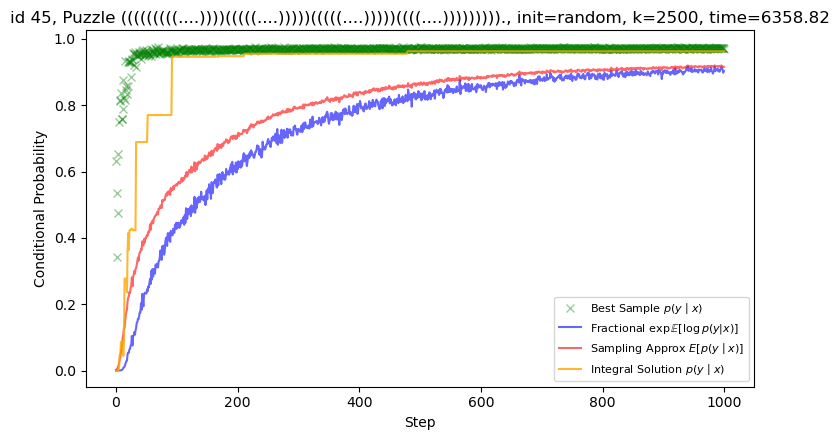 id 45, Puzzle (((((((((....))))(((((....)))))(((((....)))))((((....)))))))))., init=random, k=2500, time=6358.82
1.0
0.8
0.6
0.4
0.2
0.0
Conditional Probability
0
200
400
600
800
1000
Step
Best Sample p(y | x)
Fractional exp𝔼[log p(y|x)]
Sampling Approx E[p(y | x)]
Integral Solution p(y | x)